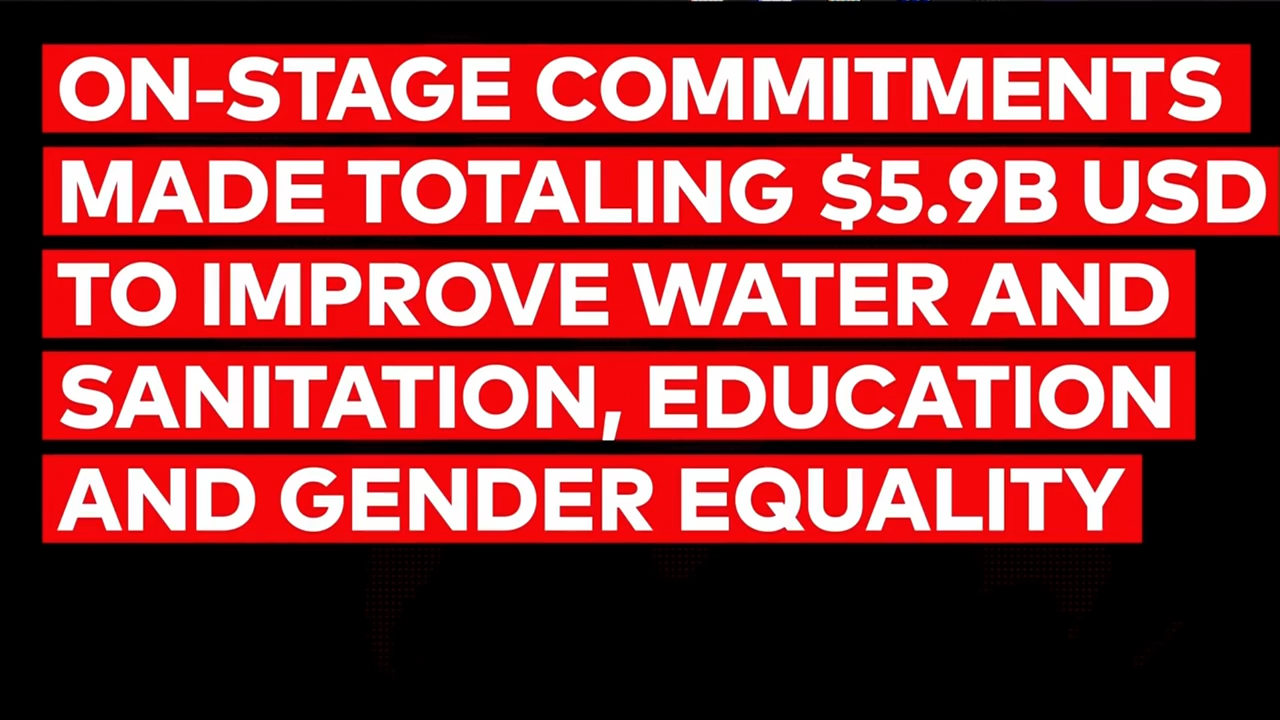 ON-STAGE COMMITMENTS
MADE TOTALING $5.9B USD
TO IMPROVE WATER AND
SANITATION, EDUCATION
AND GENDER EQUALITY